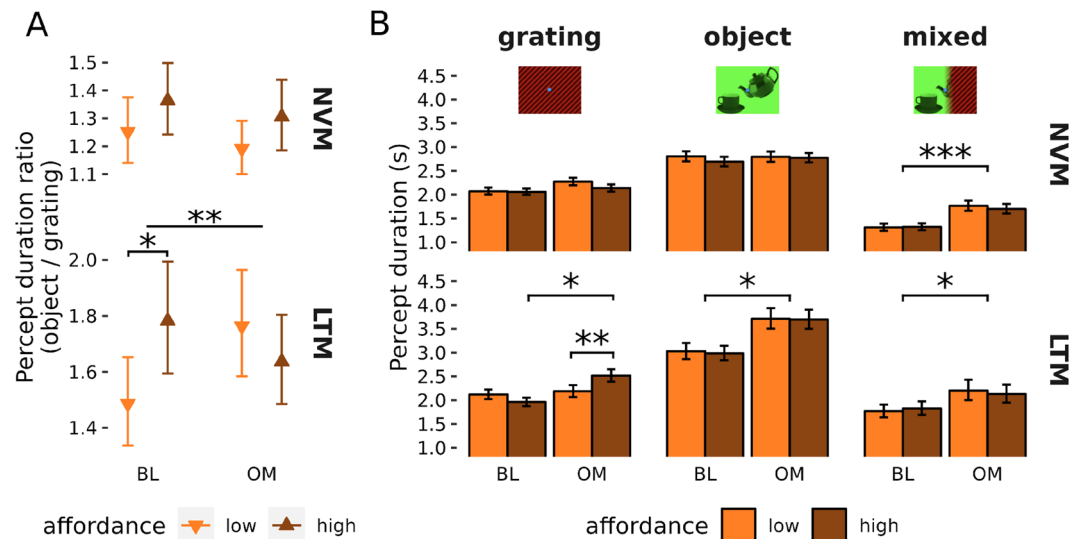 A
Percept duration ratio
(object / grating)
1.5
1.4
1.3
1.2
1.1
NVM
**
*
2.0
1.8
1.6
1.4
LTM
BL OM
affordance low high
B
grating object mixed
Percept duration (s)
4.5
4.0
3.5
3.0
2.5
2.0
1.5
1.0
***
NVM
4.5
4.0
3.5
3.0
2.5
2.0
1.5
1.0
* * *
**
LTM
BL OM BL OM BL OM
affordance low high